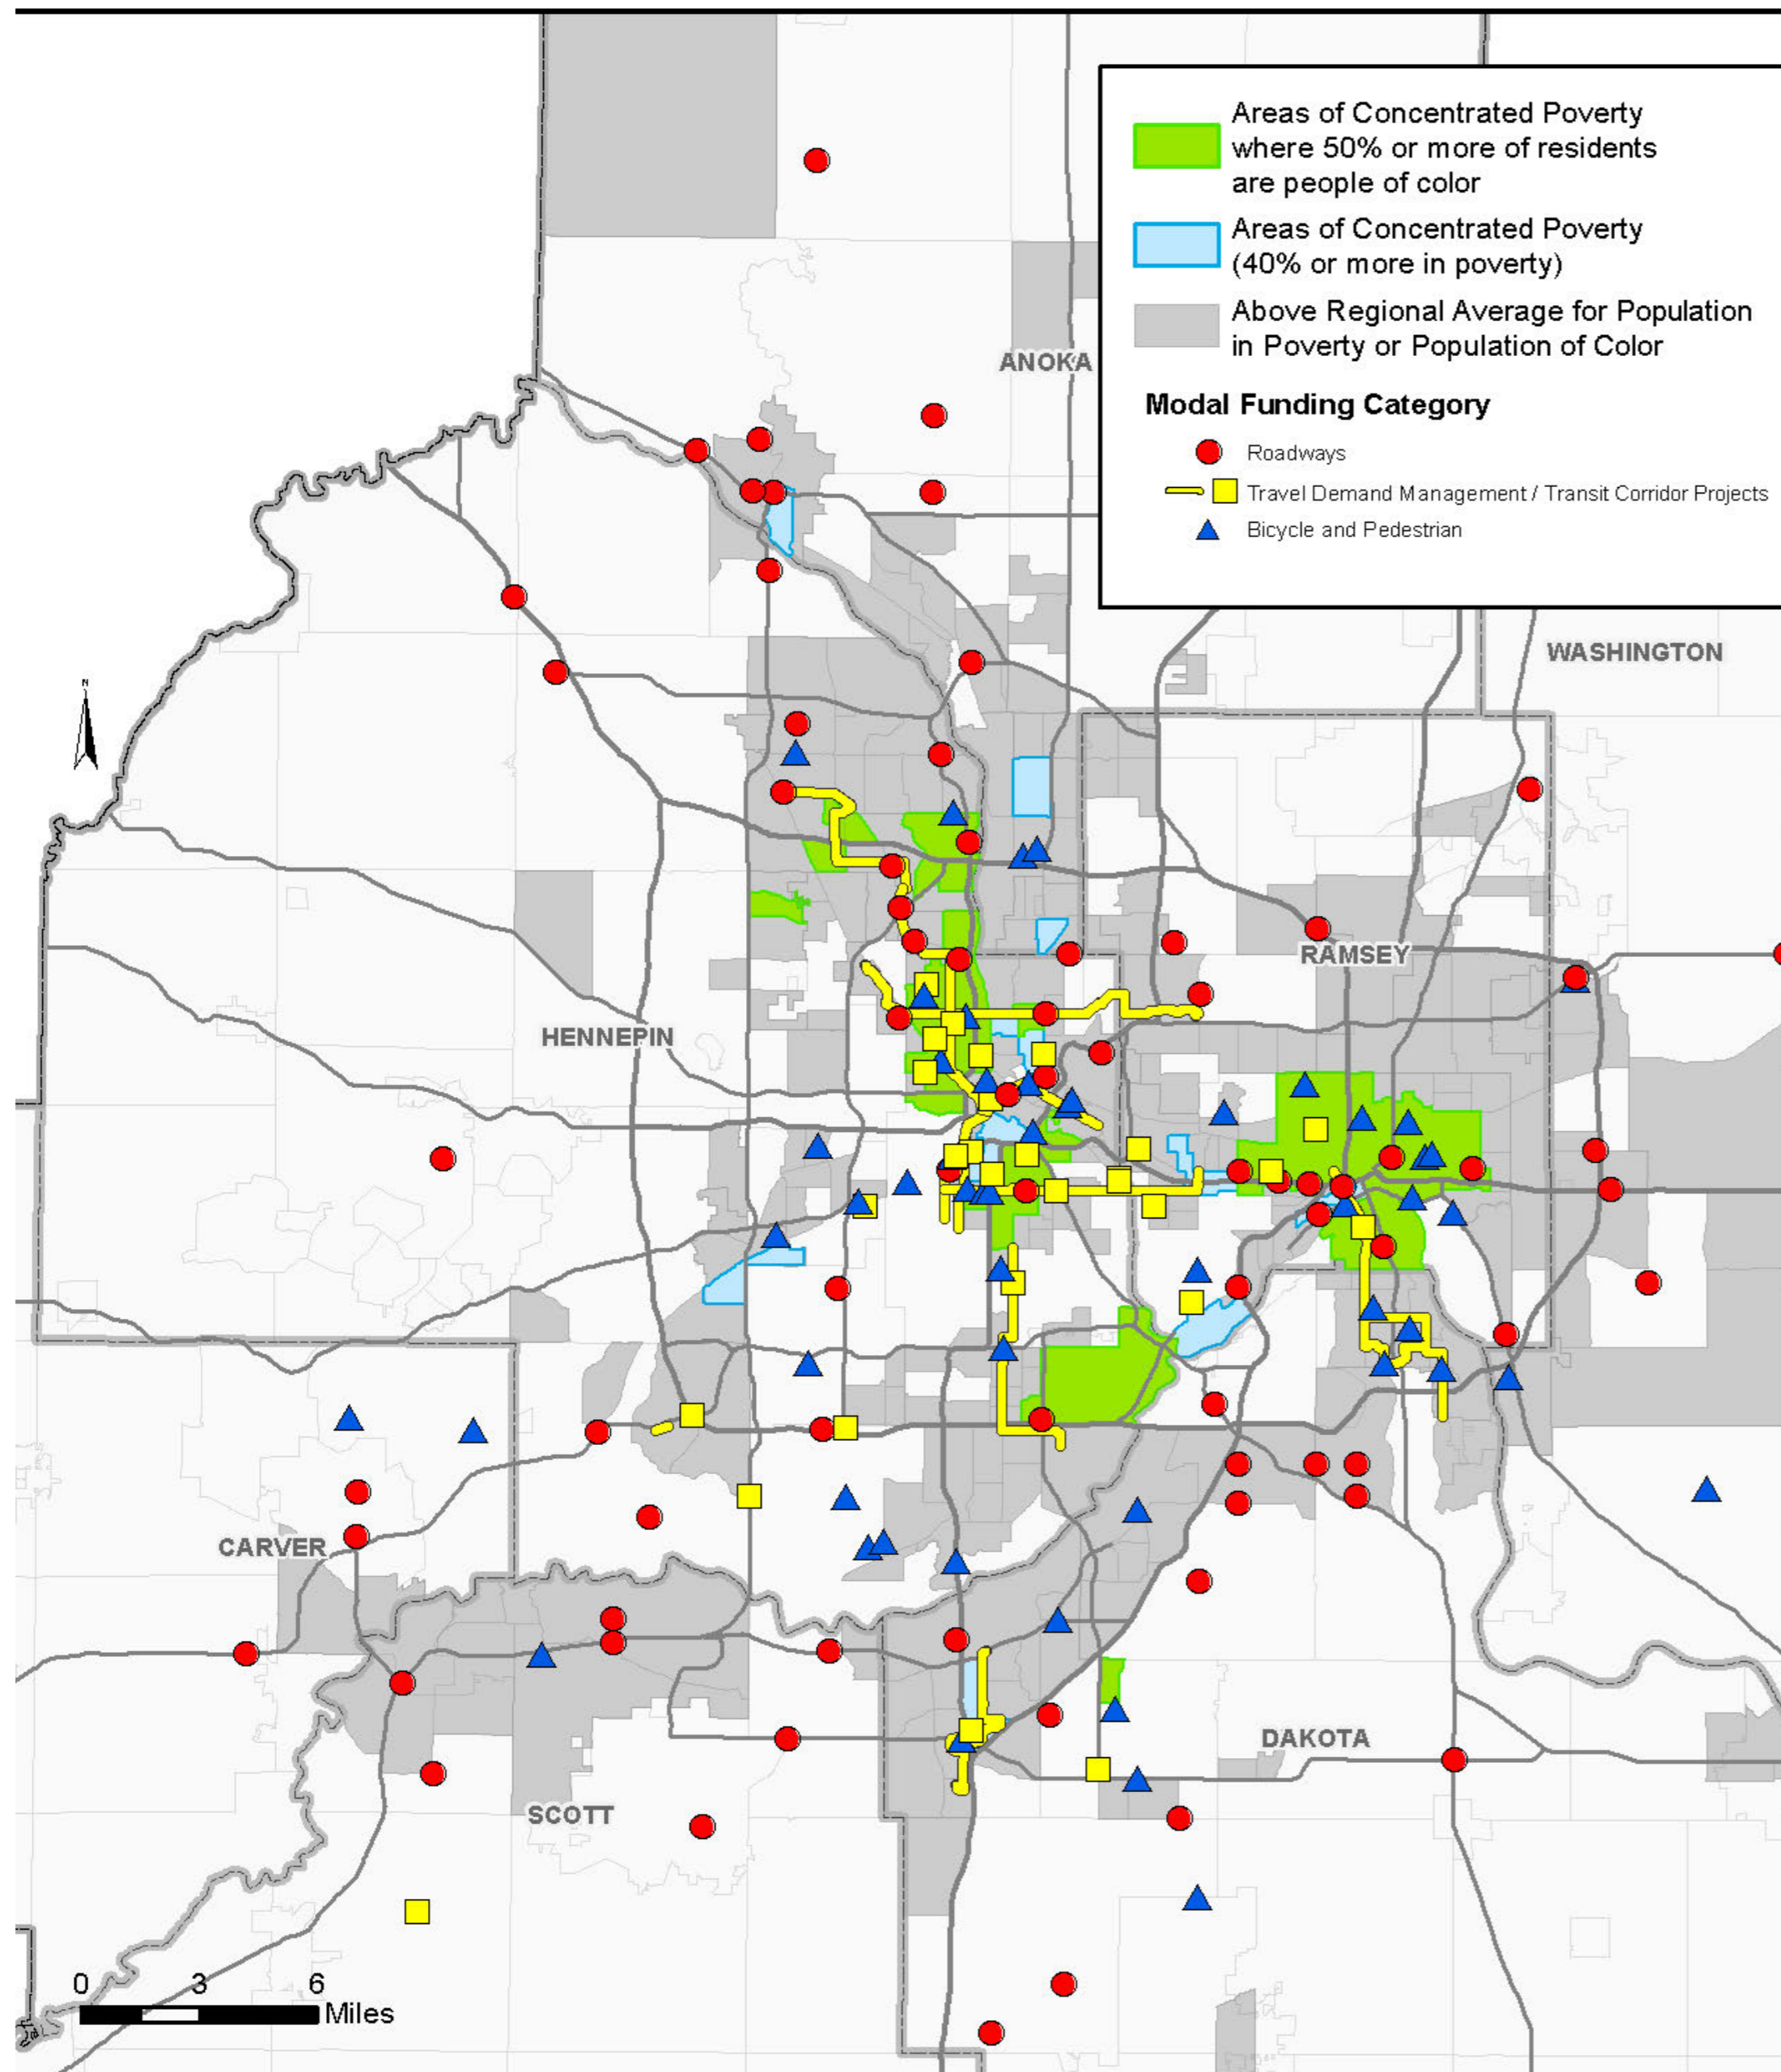 Areas of Concentrated Poverty
where 50% or more of residents
are people of color
Areas of Concentrated Poverty
(40% or more in poverty)
Above Regional Average for Population
in Poverty or Population of Color
Modal Funding Category
Roadways
Travel Demand Management / Transit Corridor Projects
Bicycle and Pedestrian
ANOKA
WASHINGTON
N
RAMSEY
HENNEPIN
CARVER
DAKOTA
SCOTT
0 3 6
Miles